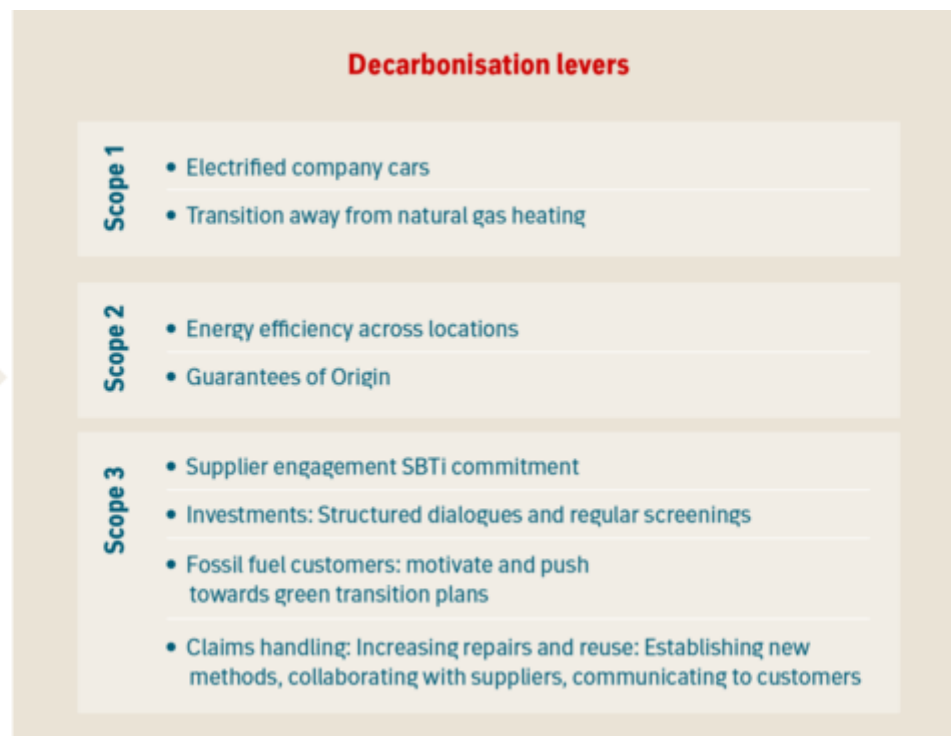 Decarbonisation levers
Scope 1
• Electrified company cars
• Transition away from natural gas heating
Scope 2
• Energy efficiency across locations
• Guarantees of Origin
Scope 3
• Supplier engagement SBTi commitment
• Investments: Structured dialogues and regular screenings
• Fossil fuel customers: motivate and push
towards green transition plans
• Claims handling: Increasing repairs and reuse: Establishing new
methods, collaborating with suppliers, communicating to customers